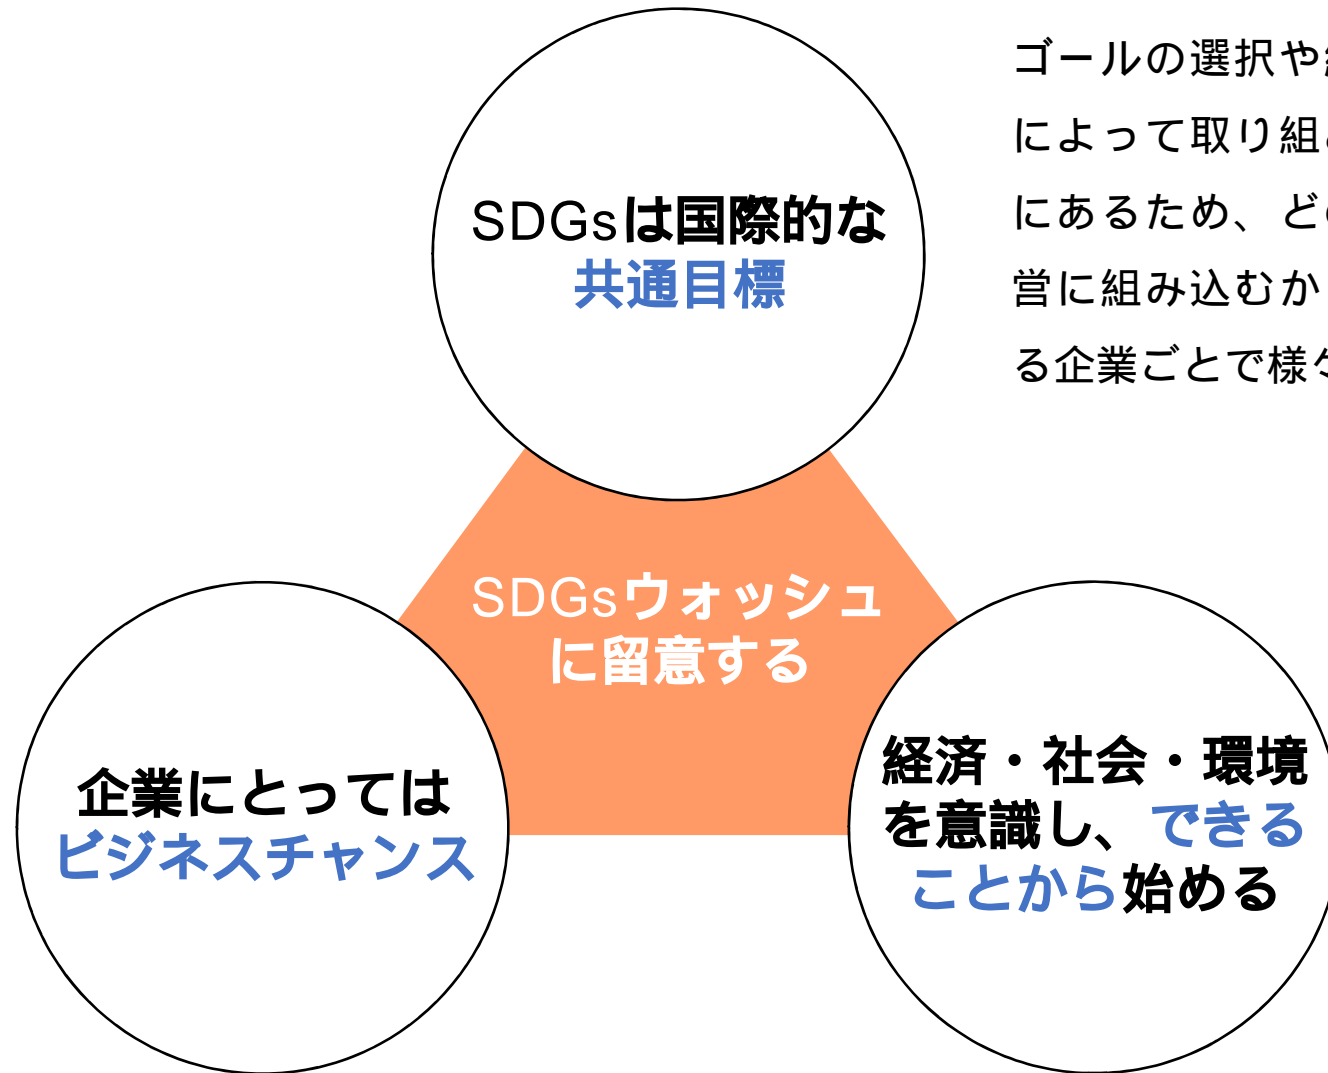 SDGsは国際的な
共通目標
ゴールの選択や
によって取り組
にあるため、ど
営に組み込むか
る企業ごとで様
SDGsウォッシュ
に留意する
企業にとっては
ビジネスチャンス
経済・社会・環境
を意識し、できる
ことから始める